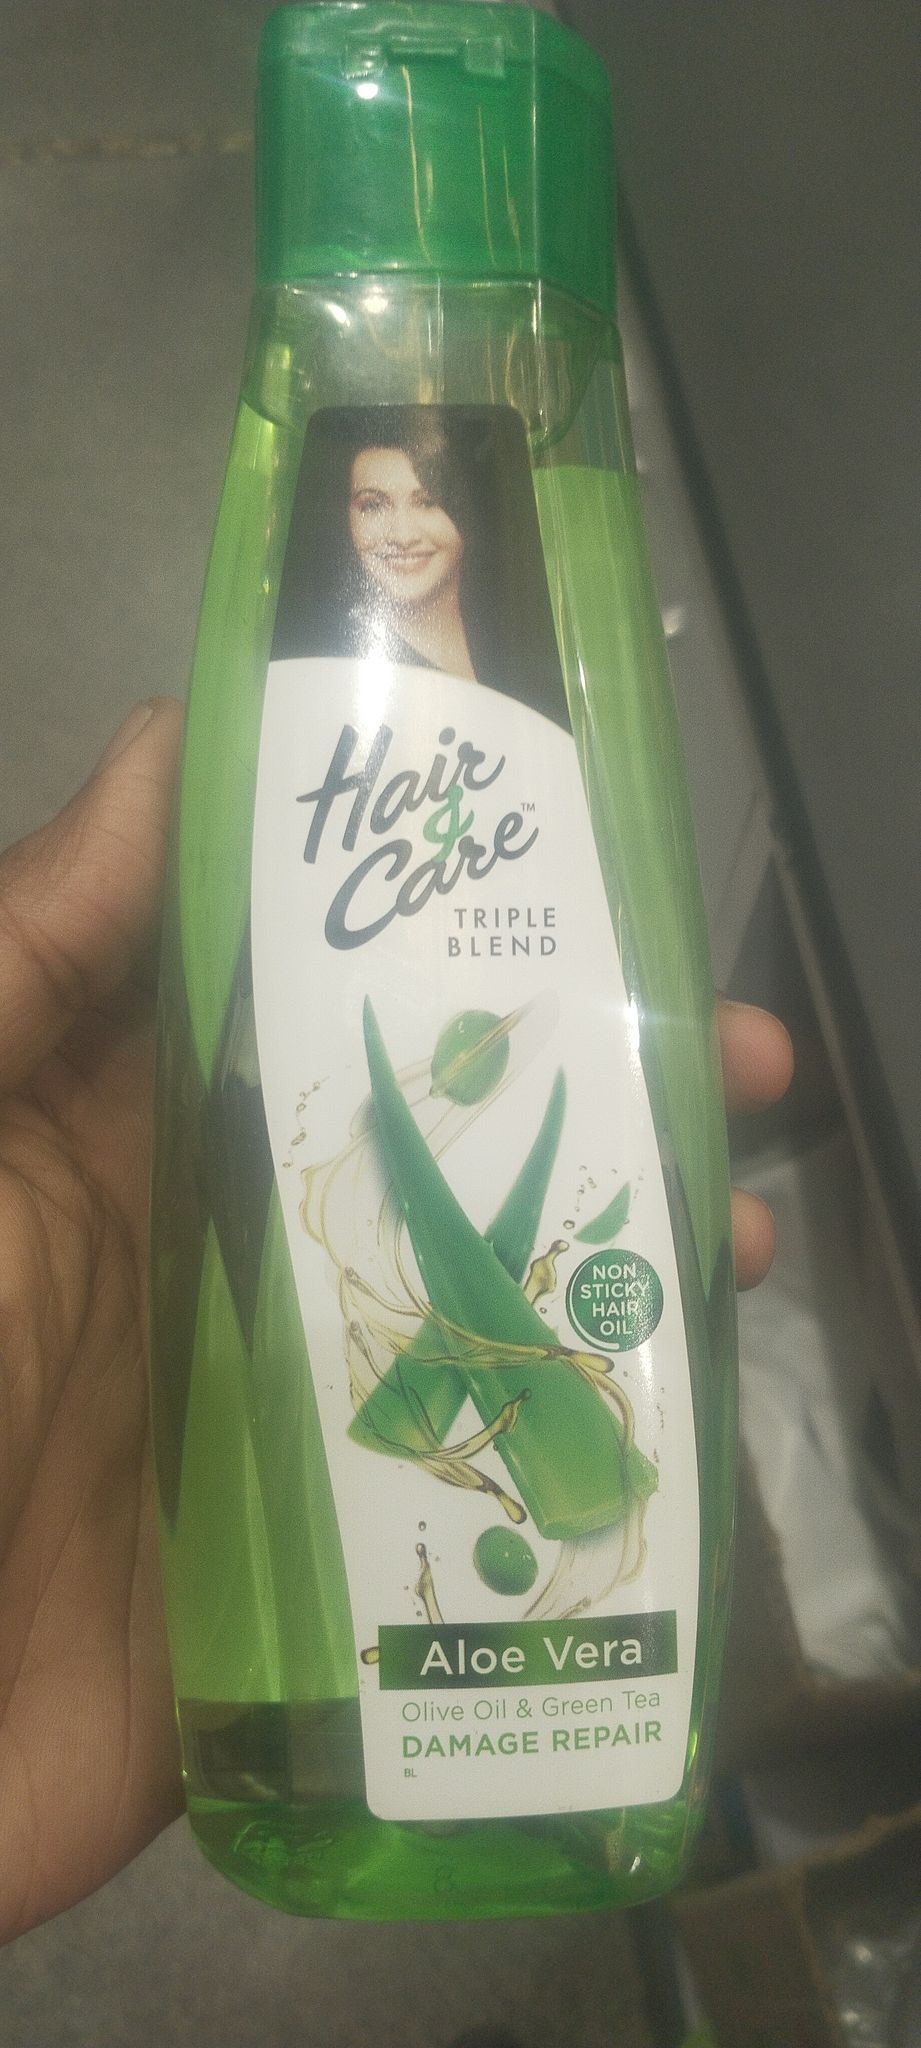 Hair
&
Care™
TRIPLE
BLEND
NON
STICKY
HAIR
OIL
Aloe Vera
Olive Oil & Green Tea
DAMAGE REPAIR
BL